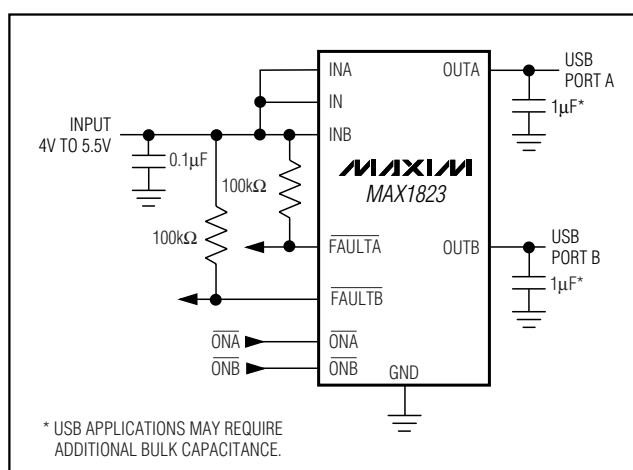 INPUT
4V TO 5.5V
0.1µF
100kΩ
100kΩ
INA
IN
INB
FAULTA
FAULTB
ONA
ONB
ONA
ONB
MAXIM
MAX1823
GND
OUTA
OUTB
USB
PORT A
1µF*
USB
PORT B
1µF*
* USB APPLICATIONS MAY REQUIRE
ADDITIONAL BULK CAPACITANCE.